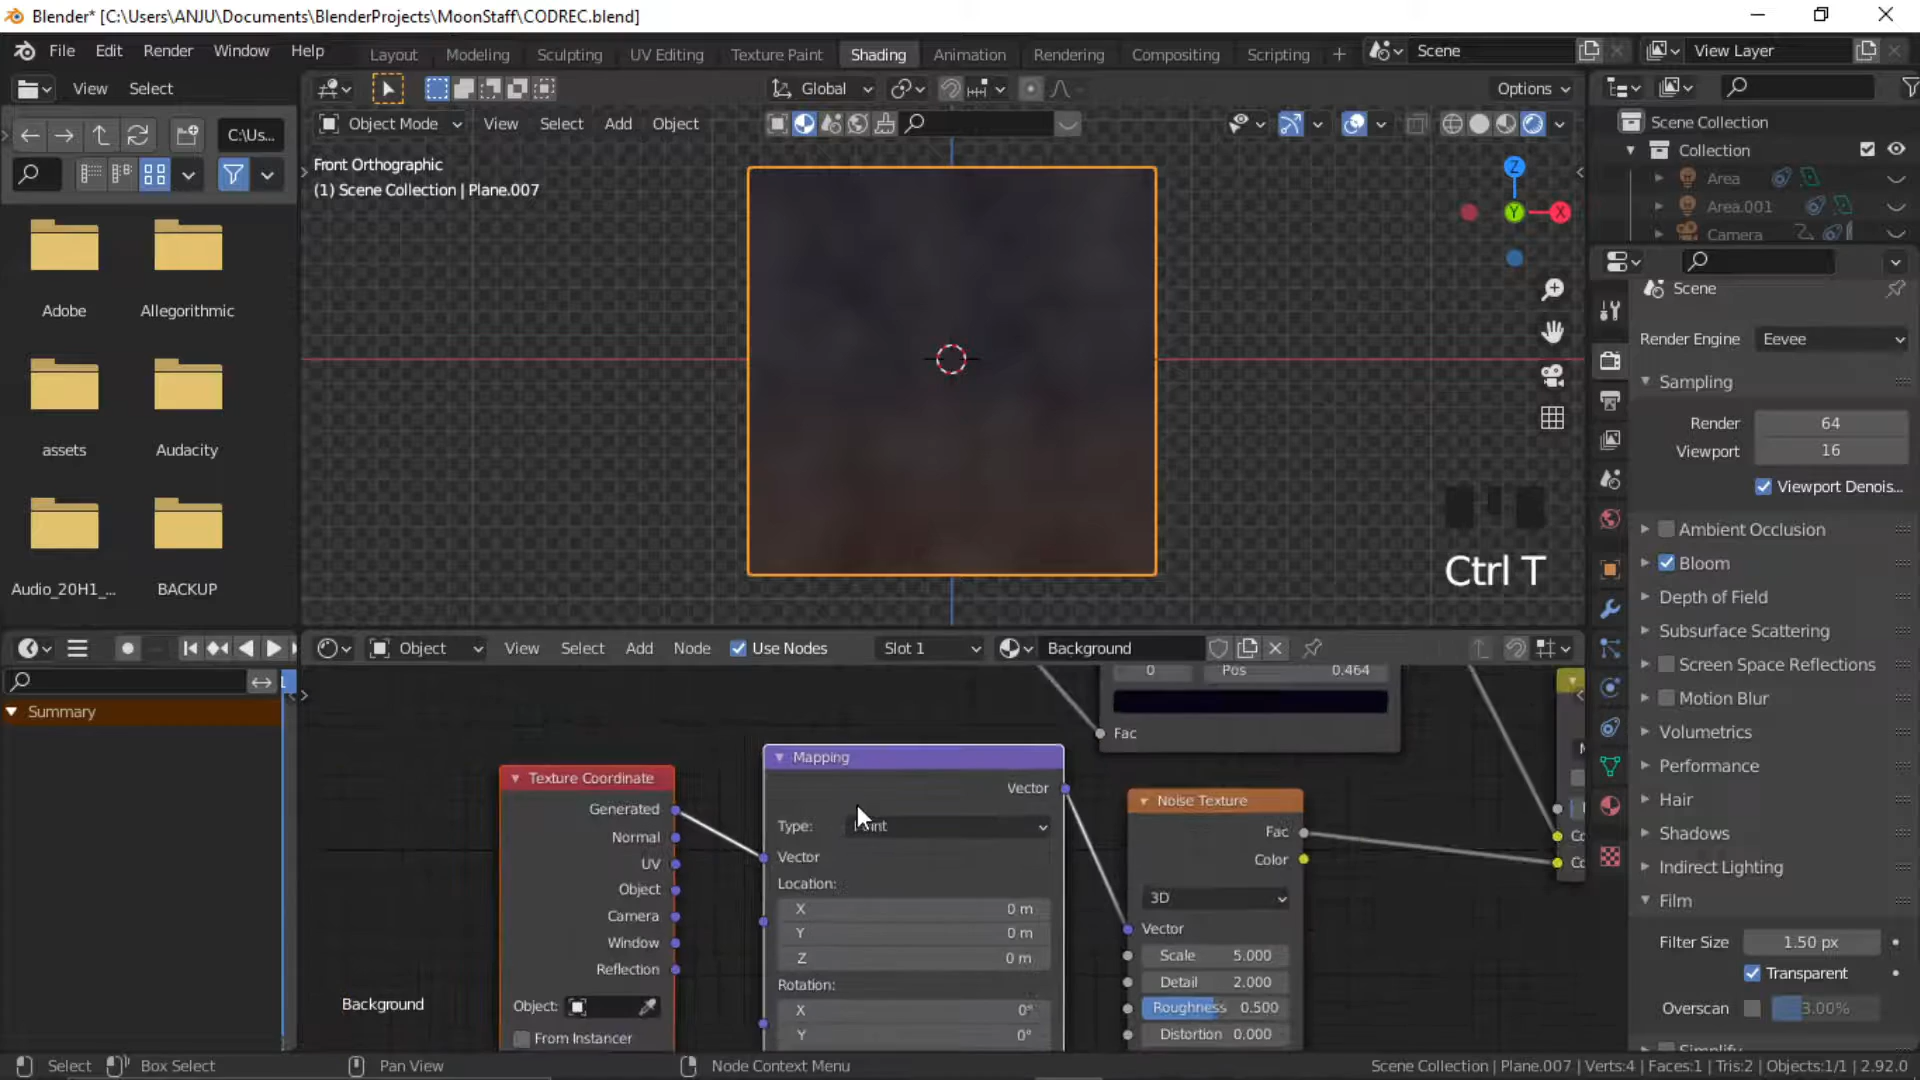 Blender* [C:\Users\ANJU\Documents\BlenderProjects\MoonStaff\CODREC.blend]
File Edit Render Window Help
Layout Modeling Sculpting UV Editing Texture Paint Shading Animation Rendering Compositing Scripting +
Scene
View Layer
View Select
Global
Options
C:\Us...
Object Mode View Select Add Object
Front Orthographic
(1) Scene Collection | Plane.007
Z
Y
X
Ctrl T
Adobe
Allegorithmic
assets
Audacity
Audio_20H1_...
BACKUP
Scene Collection
Collection
Area
Area.001
Camera
Scene
Render Engine Eevee
Sampling
Render 64
Viewport 16
Viewport Denois...
Ambient Occlusion
Bloom
Depth of Field
Subsurface Scattering
Screen Space Reflections
Motion Blur
Volumetrics
Performance
Hair
Shadows
Indirect Lighting
Film
Filter Size 1.50 px
Transparent
Overscan 3.00%
Summary
Object View Select Add Node Use Nodes Slot 1 Background
0 Pos 0.464
Fac
Texture Coordinate
Generated
Normal
UV
Object
Camera
Window
Reflection
Object:
From Instancer
Mapping
Vector
Type:
Vector
Location:
X 0 m
Y 0 m
Z 0 m
Rotation:
X 0°
Y 0°
Noise Texture
Fac
Color
3D
Vector
Scale 5.000
Detail 2.000
Roughness 0.500
Distortion 0.000
Background
Select Box Select Pan View Node Context Menu
Scene Collection | Plane.007 | Verts:4 | Faces:1 | Tris:2 | Objects:1/1 | 2.92.0